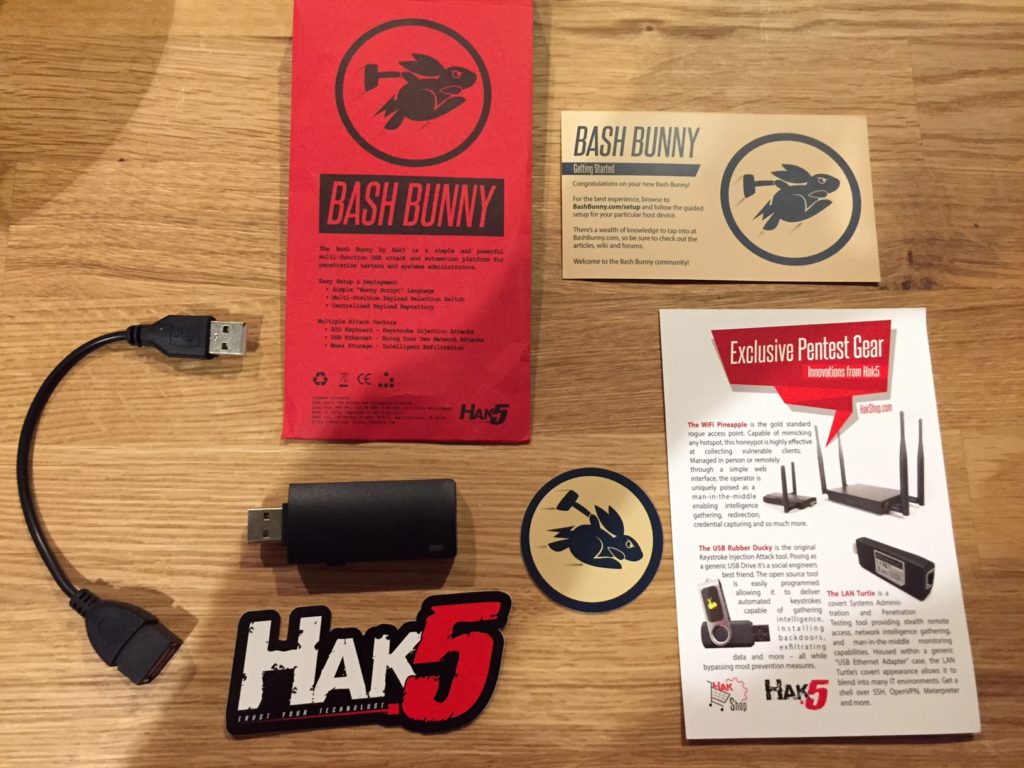 BASH BUNNY
The Bash Bunny by Hak5 is a simple and powerful
multi-function USB attack and automation platform for
penetration testers and systems administrators.
Easy Setup & Deployment
• Simple "Bunny Script" Language
• Multi-Position Payload Selection Switch
• Centralized Payload Repository
Multiple Attack Vectors
• HID Keyboard - Keystroke Injection Attacks
• USB Ethernet - Bring Your Own Network Attacks
• Mass Storage - Intelligent Exfiltration
CE
HAK5
BASH BUNNY
Getting Started
Congratulations on your new Bash Bunny!
For the best experience, browse to
BashBunny.com/setup and follow the guided
setup for your particular host device.
There's a wealth of knowledge to tap into at
BashBunny.com, so be sure to check out the
articles, wiki and forums.
Welcome to the Bash Bunny community!
Exclusive Pentest Gear
Innovations from Hak5
HakShop.com
The WiFi Pineapple is the gold standard
rogue access point. Capable of mimicking
any hotspot, this honeypot is highly effective
at collecting vulnerable clients.
Managed in person or remotely
through a simple web
interface, the operator is
uniquely poised as a
man-in-the-middle
enabling intelligence
gathering, redirection,
credential capturing and so much more.
The USB Rubber Ducky is the original
Keystroke Injection Attack tool. Posing as
a generic USB Drive it's a social engineers
best friend. The open source tool
is easily programmed
allowing it to deliver
automated keystrokes
capable of gathering
intelligence,
installing
backdoors,
exfiltrating
data and more – all while
bypassing most prevention measures.
The LAN Turtle is a
covert Systems Adminis-
tration and Penetration
Testing tool providing stealth remote
access, network intelligence gathering,
and man-in-the-middle monitoring
capabilities. Housed within a generic
"USB Ethernet Adapter" case, the LAN
Turtle's covert appearance allows it to
blend into many IT environments. Get a
shell over SSH, OpenVPN, Meterpreter
and more.
HAK
Shop
HAK5
HAK5
TRUST YOUR TECHNOLUST